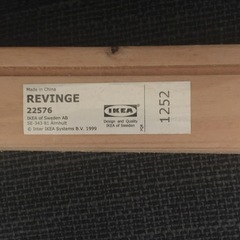 Made in China
REVINGE
22576
IKEA of Sweden AB
SE-343 81 Älmhult
© Inter IKEA Systems B.V. 1999
IKEA
Design and Quality
IKEA of Sweden
1252